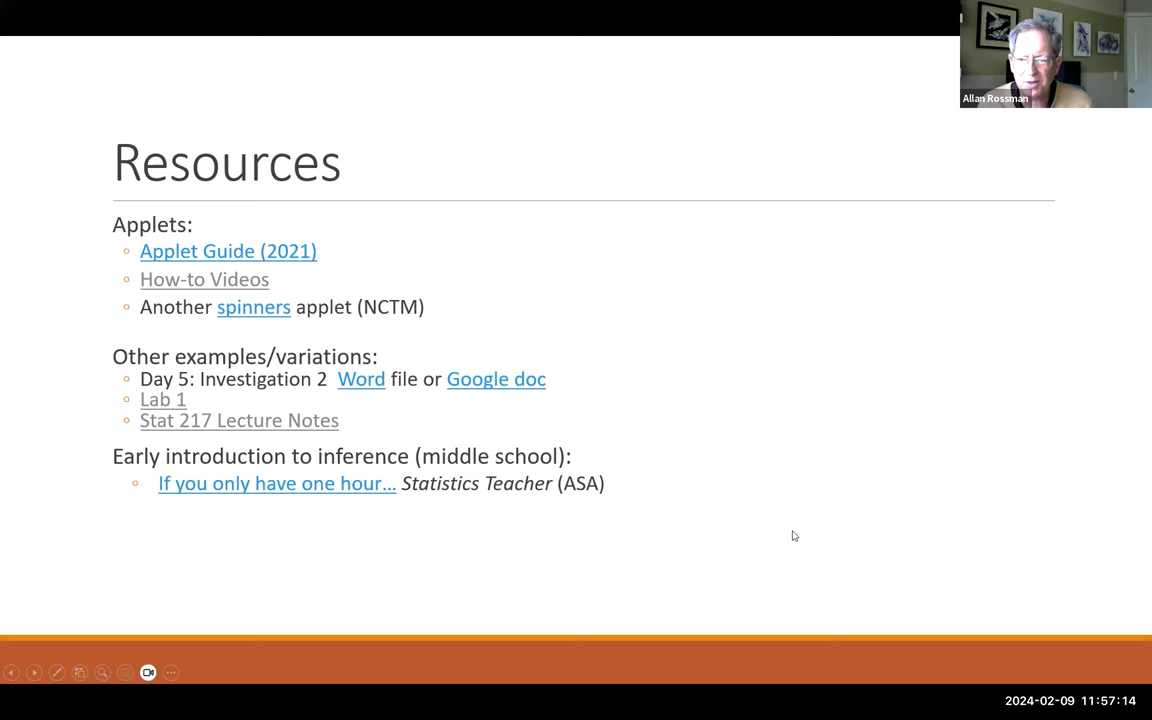 Allan Rossman
Resources
Applets:
Applet Guide (2021)
How-to Videos
Another spinners applet (NCTM)
Other examples/variations:
Day 5: Investigation 2 Word file or Google doc
Lab 1
Stat 217 Lecture Notes
Early introduction to inference (middle school):
If you only have one hour... Statistics Teacher (ASA)
2024-02-09 11:57:14